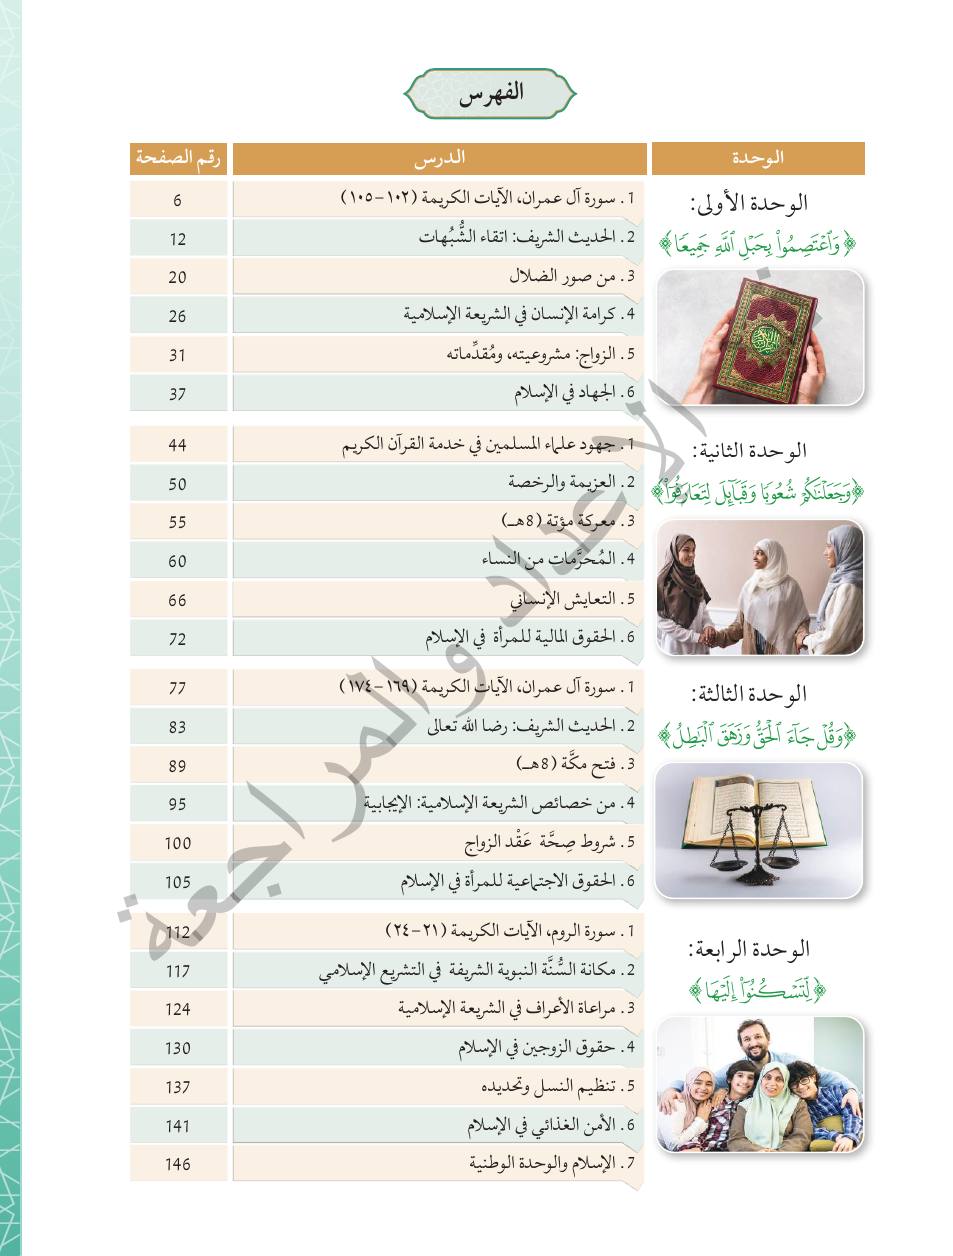 الفهرس
الوحدة الدرس رقم الصفحة
الوحدة الأولى:
﴿وَٱعۡتَصِمُواْ بِحَبۡلِ ٱللَّهِ جَمِيعٗا﴾
1. سورة آل عمران، الآيات الكريمة (١٠٢-١٠٥) 6
2. الحديث الشريف: اتقاء الشُّبُهات 12
3. من صور الضلال 20
4. كرامة الإنسان في الشريعة الإسلامية 26
5. الزواج: مشروعيته، ومُقدِّماته 31
6. الجهاد في الإسلام 37
الوحدة الثانية:
﴿وَجَعَلۡنَٰكُمۡ شُعُوبٗا وَقَبَآئِلَ لِتَعَارَفُوٓاْ﴾
1. جهود علماء المسلمين في خدمة القرآن الكريم 44
2. العزيمة والرخصة 50
3. معركة مؤتة (8هـ) 55
4. المُحرَّمات من النساء 60
5. التعايش الإنساني 66
6. الحقوق المالية للمرأة في الإسلام 72
الوحدة الثالثة:
﴿وَقُلۡ جَآءَ ٱلۡحَقُّ وَزَهَقَ ٱلۡبَٰطِلُ﴾
1. سورة آل عمران، الآيات الكريمة (١٦٩-١٧٤) 77
2. الحديث الشريف: رضا الله تعالى 83
3. فتح مكَّة (8هـ) 89
4. من خصائص الشريعة الإسلامية: الإيجابية 95
5. شروط صِحَّة عَقْد الزواج 100
6. الحقوق الاجتماعية للمرأة في الإسلام 105
الوحدة الرابعة:
﴿لِّتَسۡكُنُوٓاْ إِلَيۡهَا﴾
1. سورة الروم، الآيات الكريمة (٢١-٢٤) 112
2. مكانة السُّنَّة النبوية الشريفة في التشريع الإسلامي 117
3. مراعاة الأعراف في الشريعة الإسلامية 124
4. حقوق الزوجين في الإسلام 130
5. تنظيم النسل وتحديده 137
6. الأمن الغذائي في الإسلام 141
7. الإسلام والوحدة الوطنية 146